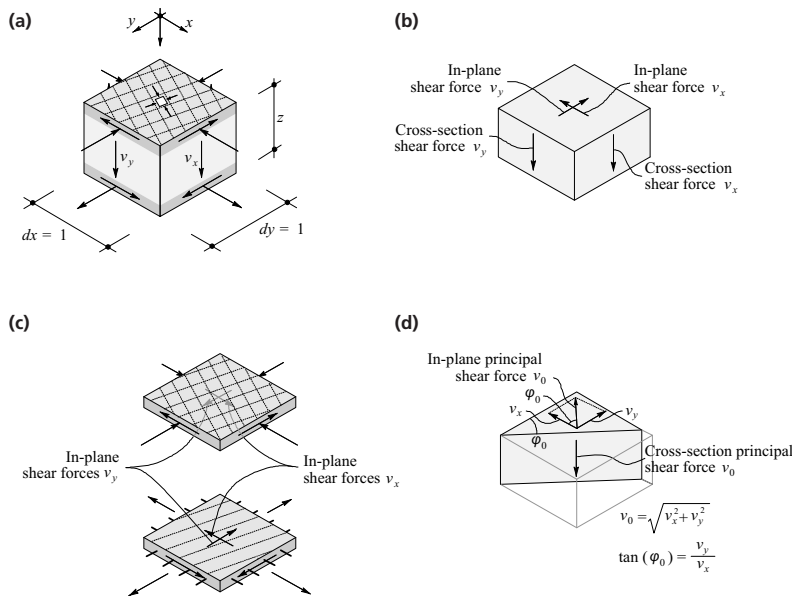 (a)
y
x
z
v_y
v_x
dx = 1
dy = 1
(b)
In-plane
shear force v_y
In-plane
shear force v_x
Cross-section
shear force v_y
Cross-section
shear force v_x
(c)
In-plane
shear forces v_y
In-plane
shear forces v_x
(d)
In-plane principal
shear force v_0
φ_0
v_x
v_y
φ_0
Cross-section principal
shear force v_0
v_0 = √(v_x^2 + v_y^2)
tan (φ_0) = v_y / v_x